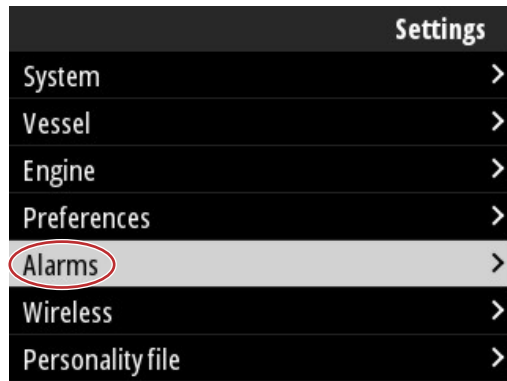 Settings
System
Vessel
Engine
Preferences
Alarms
Wireless
Personality file